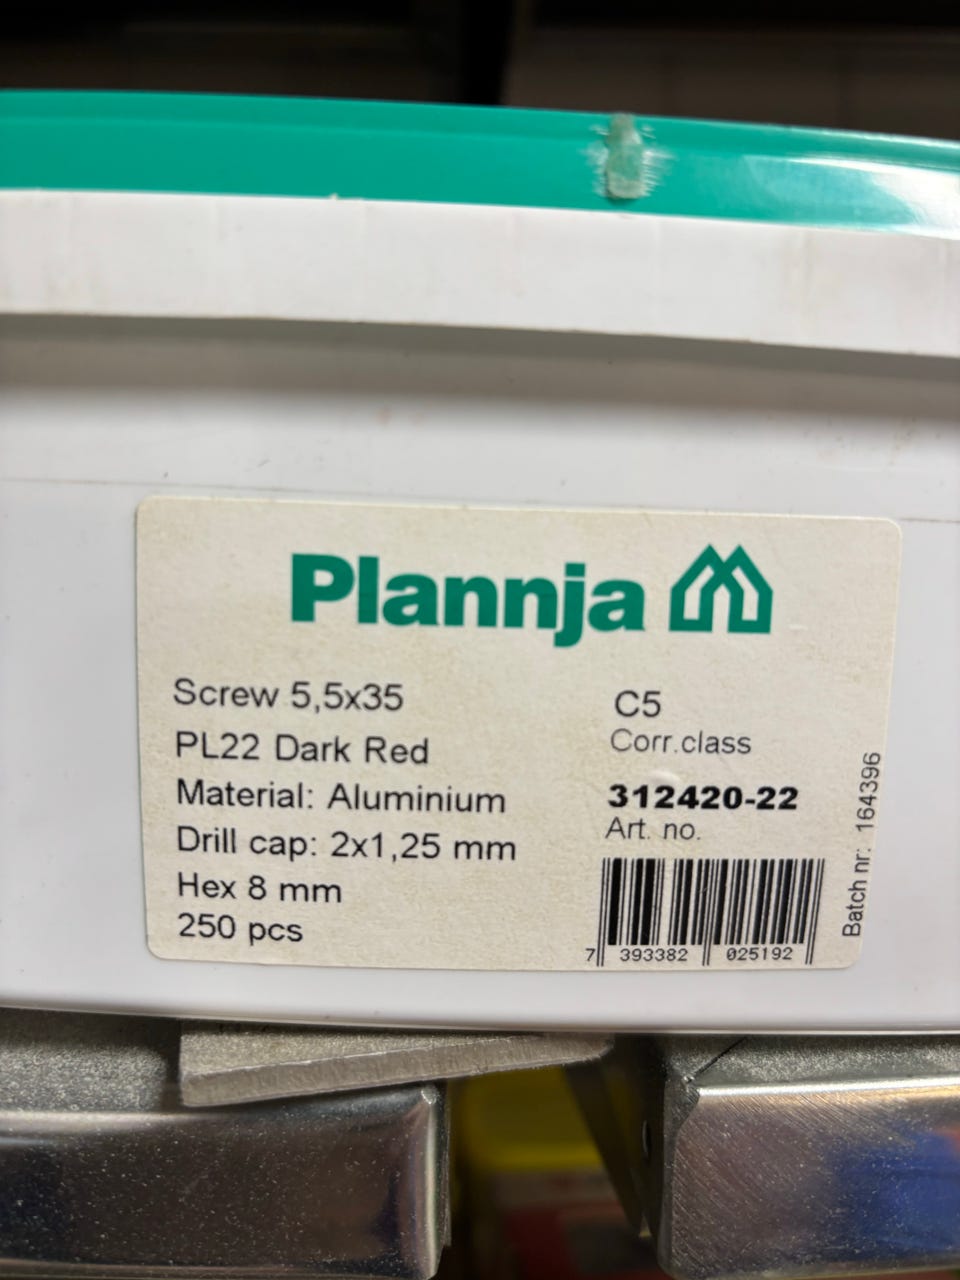 Plannja
Screw 5,5x35
PL22 Dark Red
Material: Aluminium
Drill cap: 2x1,25 mm
Hex 8 mm
250 pcs
C5
Corr.class
312420-22
Art. no.
7 393382 025192
Batch nr: 164396